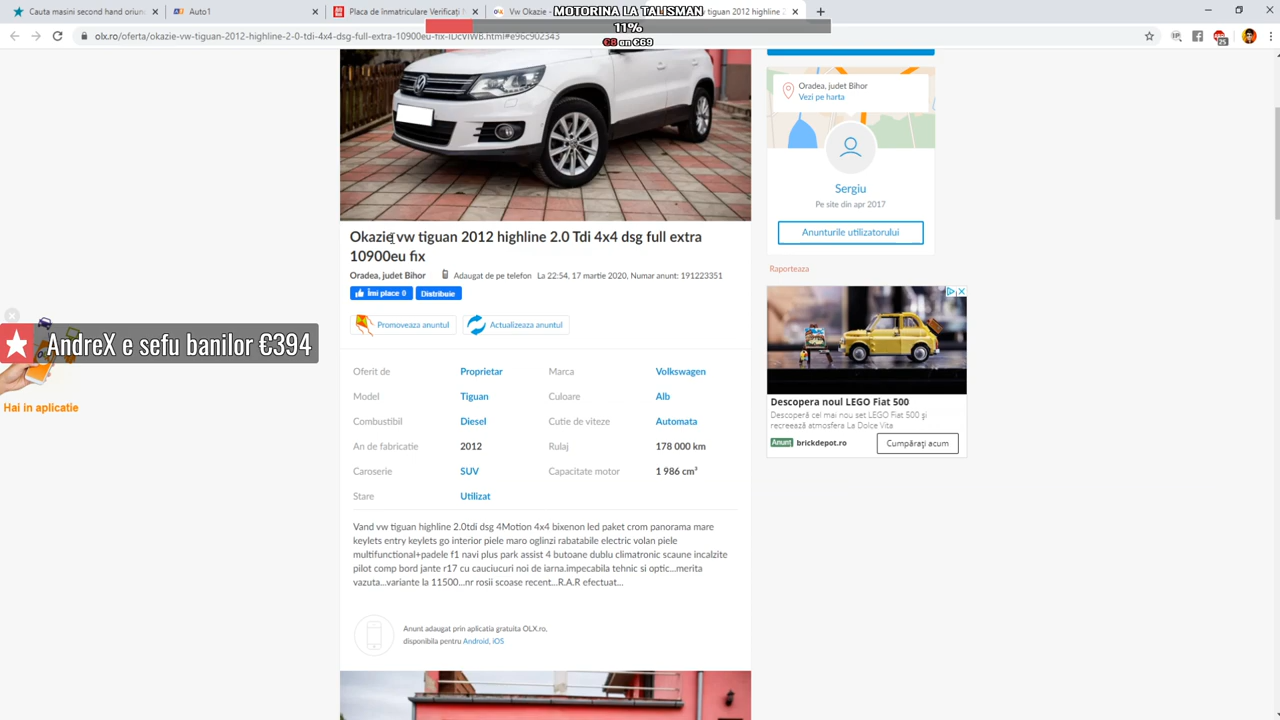 Cauta masini second hand oriun
Auto1
Placa de înmatriculare Verificați î
Vw Okazie -
tiguan 2012 highline 2.
MOTORINA LA TALISMAN
11%
€8 an €69
olx.ro/oferta/okazie-vw-tiguan-2012-highline-2-0-tdi-4x4-dsg-full-extra-10900eu-fix-IDcViWB.html#e96c902343
25
Oradea, judet Bihor
Vezi pe harta
Sergiu
Pe site din apr 2017
Anunturile utilizatorului
Raporteaza
Okazie vw tiguan 2012 highline 2.0 Tdi 4x4 dsg full extra
10900eu fix
Oradea, judet Bihor Adaugat de pe telefon La 22:54, 17 martie 2020, Numar anunt: 191223351
Îmi place 0 Distribuie
Promoveaza anuntul Actualizeaza anuntul
AndreX e sefu banilor €394
Hai in aplicatie
Oferit de Proprietar Marca Volkswagen
Model Tiguan Culoare Alb
Combustibil Diesel Cutie de viteze Automata
An de fabricatie 2012 Rulaj 178 000 km
Caroserie SUV Capacitate motor 1 986 cm³
Stare Utilizat
Vand vw tiguan highline 2.0tdi dsg 4Motion 4x4 bixenon led paket crom panorama mare
keylets entry keylets go interior piele maro oglinzi rabatabile electric volan piele
multifunctional+padele f1 navi plus park assist 4 butoane dublu climatronic scaune incalzite
pilot comp bord jante r17 cu cauciucuri noi de iarna.impecabila tehnic si optic...merita
vazuta...variante la 11500...nr rosii scoase recent...R.A.R efectuat...
Anunt adaugat prin aplicatia gratuita OLX.ro,
disponibila pentru Android, iOS
Descopera noul LEGO Fiat 500
Descoperă cel mai nou set LEGO Fiat 500 și
recreează atmosfera La Dolce Vita
Anunț brickdepot.ro Cumpărați acum